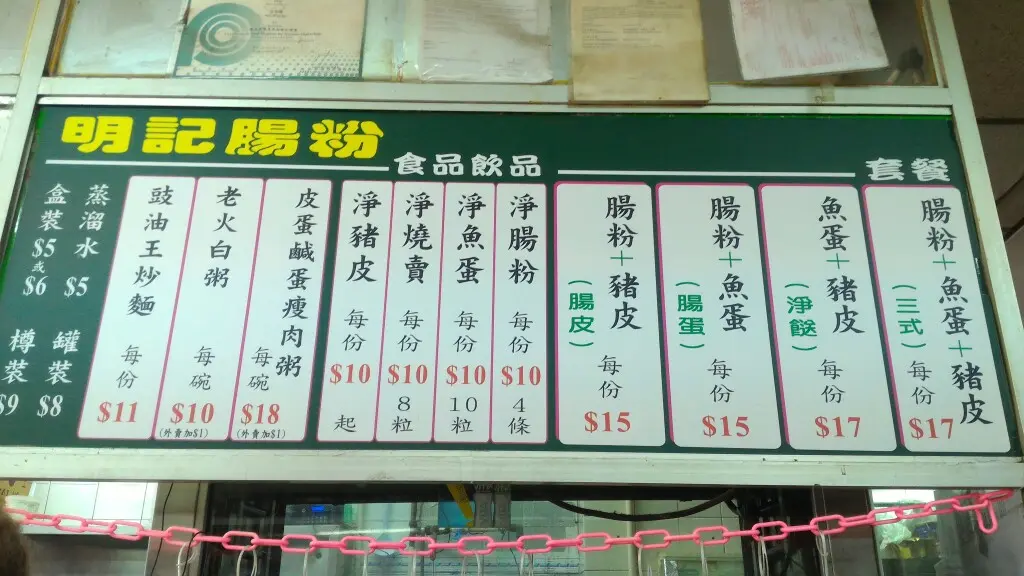 明記腸粉
食品飲品
套餐
腸粉+魚蛋+豬皮
(三式)
每份
$17
魚蛋+豬皮
(淨餸)
每份
$17
腸粉+魚蛋
(腸蛋)
每份
$15
腸粉+豬皮
(腸皮)
每份
$15
淨腸粉
每份
$10
4條
淨魚蛋
每份
$10
10粒
淨燒賣
每份
$10
8粒
淨豬皮
每份
$10
起
皮蛋鹹蛋瘦肉粥
每碗
$18
(外賣加$1)
老火白粥
每碗
$10
(外賣加$1)
豉油王炒麵
每份
$11
蒸溜水
$5
盒裝
$5
或
$6
罐裝
$8
樽裝
$9